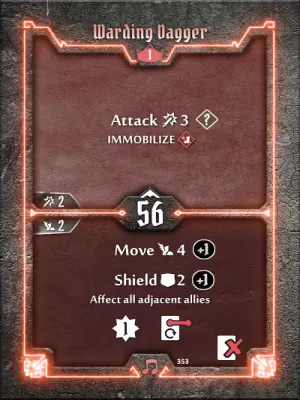 Warding Dagger
1
Attack 3 ?
IMMOBILIZE
2
56
2
Move 4 +1
Shield 2 +1
Affect all adjacent allies
1
353